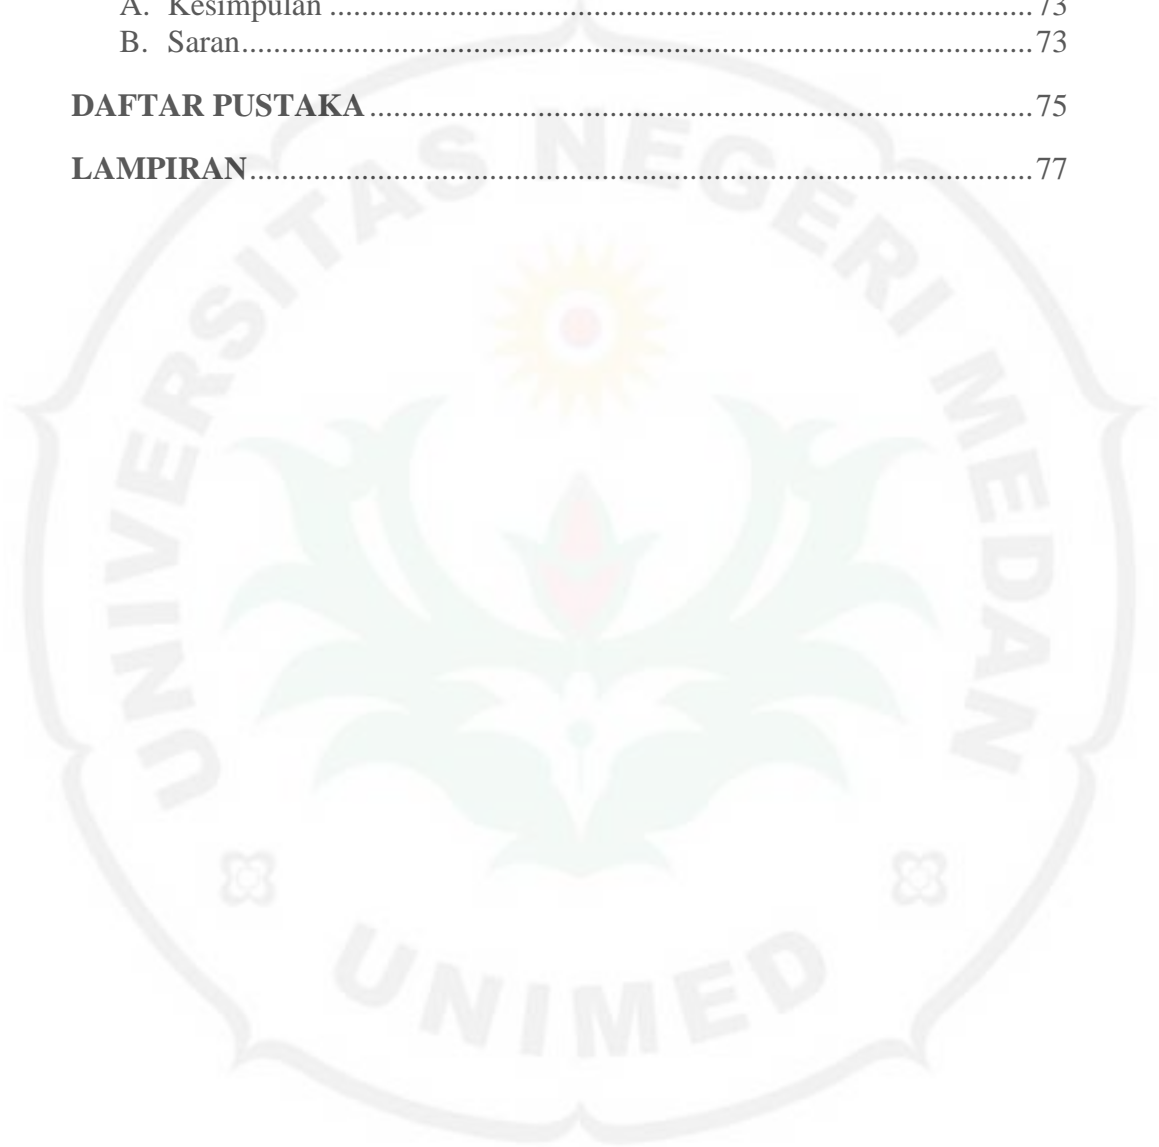 A. Kesimpulan ........................................................................................ 73
B. Saran................................................................................................... 73
DAFTAR PUSTAKA ................................................................................... 75
LAMPIRAN.................................................................................................. 77
UNIVERSITAS NEGERI MEDAN
UNIMED